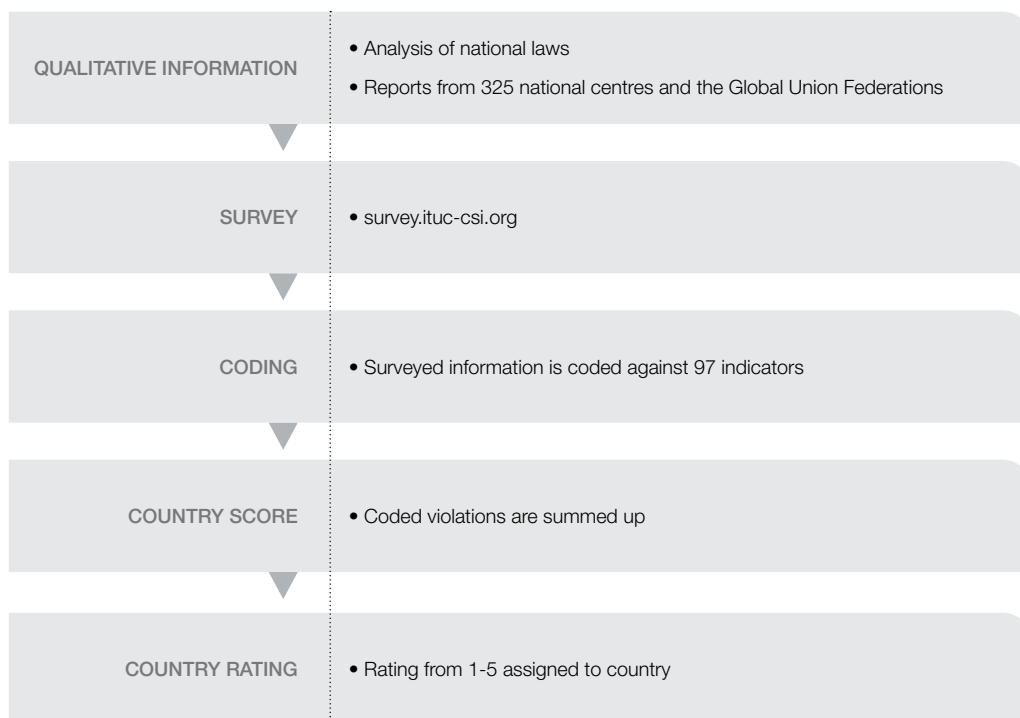 QUALITATIVE INFORMATION
• Analysis of national laws
• Reports from 325 national centres and the Global Union Federations
SURVEY
• survey.ituc-csi.org
CODING
• Surveyed information is coded against 97 indicators
COUNTRY SCORE
• Coded violations are summed up
COUNTRY RATING
• Rating from 1-5 assigned to country